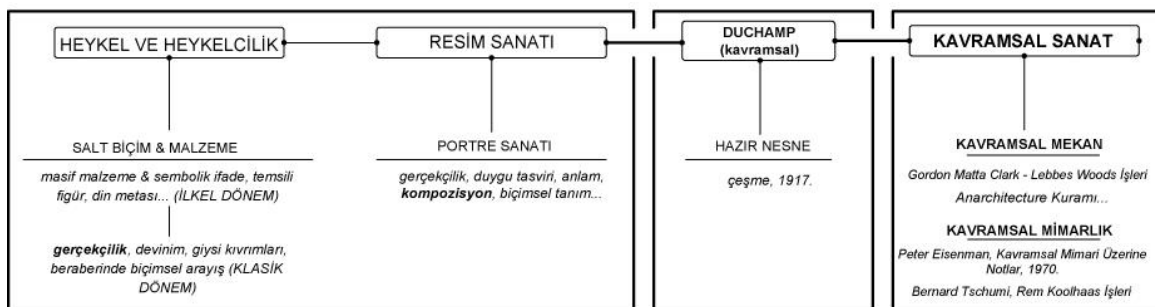 HEYKEL VE HEYKELCİLİK
SALT BİÇİM & MALZEME
masif malzeme & sembolik ifade, temsili
figür, din metası... (İLKEL DÖNEM)
gerçekçilik, devinim, giysi kıvrımları,
beraberinde biçimsel arayış (KLASİK
DÖNEM)
RESİM SANATI
PORTRE SANATI
gerçekçilik, duygu tasviri, anlam,
kompozisyon, biçimsel tanım...
DUCHAMP
(kavramsal)
HAZIR NESNE
çeşme, 1917.
KAVRAMSAL SANAT
KAVRAMSAL MEKAN
Gordon Matta Clark - Lebbes Woods İşleri
Anarchitecture Kuramı...
KAVRAMSAL MİMARLIK
Peter Eisenman, Kavramsal Mimari Üzerine
Notlar, 1970.
Bernard Tschumi, Rem Koolhaas İşleri